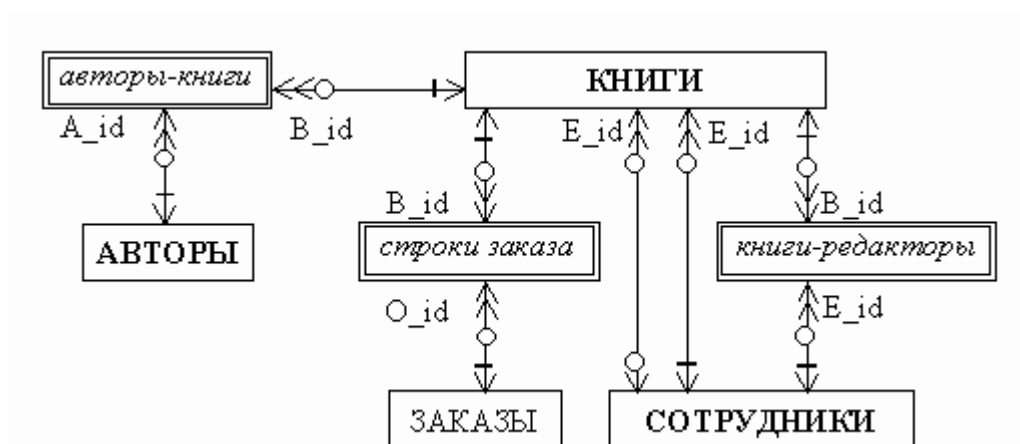 авторы-книги
КНИГИ
A_id
B_id
E_id
E_id
B_id
B_id
АВТОРЫ
строки заказа
книги-редакторы
O_id
E_id
ЗАКАЗЫ
СОТРУДНИКИ